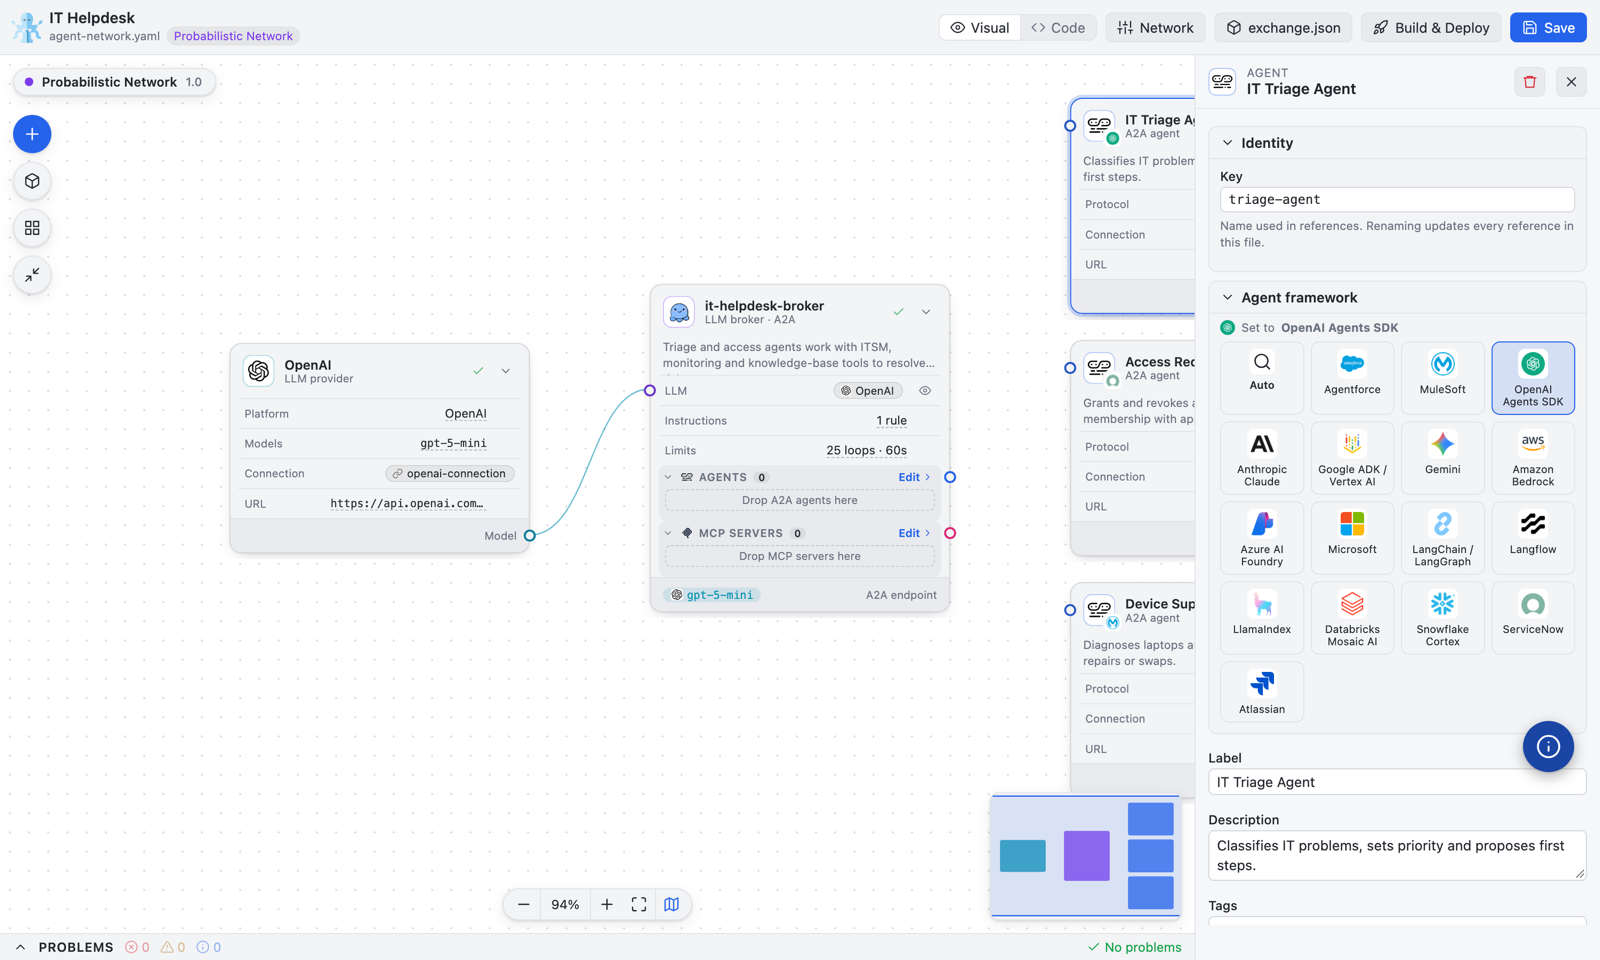 IT Helpdesk
agent-network.yaml
Probabilistic Network
Visual
Code
Network
exchange.json
Build & Deploy
Save
Probabilistic Network 1.0
OpenAI
LLM provider
Platform
OpenAI
Models
gpt-5-mini
Connection
openai-connection
URL
https://api.openai.com…
Model
it-helpdesk-broker
LLM broker · A2A
Triage and access agents work with ITSM,
monitoring and knowledge-base tools to resolve…
LLM
OpenAI
Instructions
1 rule
Limits
25 loops · 60s
AGENTS 0
Edit
Drop A2A agents here
MCP SERVERS 0
Edit
Drop MCP servers here
gpt-5-mini
A2A endpoint
IT Triage Ag
A2A agent
Classifies IT problem
first steps.
Protocol
Connection
URL
Access Req
A2A agent
Grants and revokes a
membership with ap
Protocol
Connection
URL
Device Sup
A2A agent
Diagnoses laptops a
repairs or swaps.
Protocol
Connection
URL
94%
PROBLEMS 0 0 0
No problems
AGENT
IT Triage Agent
Identity
Key
triage-agent
Name used in references. Renaming updates every reference in
this file.
Agent framework
Set to OpenAI Agents SDK
Auto
Agentforce
MuleSoft
OpenAI
Agents SDK
Anthropic
Claude
Google ADK /
Vertex AI
Gemini
Amazon
Bedrock
Azure AI
Foundry
Microsoft
LangChain /
LangGraph
Langflow
LlamaIndex
Databricks
Mosaic AI
Snowflake
Cortex
ServiceNow
Atlassian
Label
IT Triage Agent
Description
Classifies IT problems, sets priority and proposes first
steps.
Tags